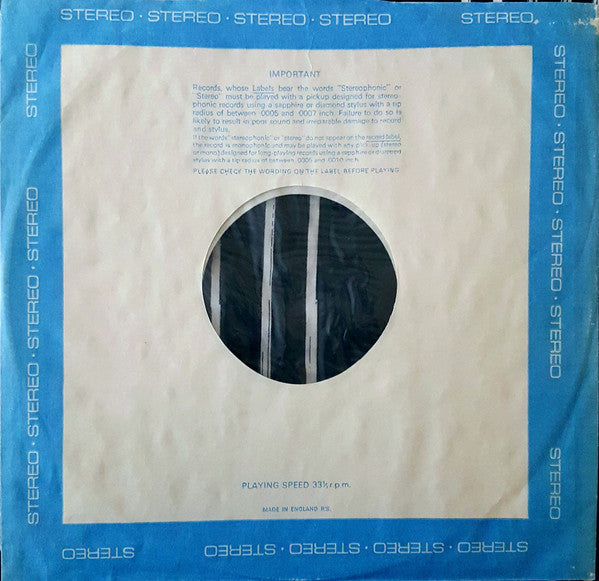 STEREO · STEREO · STEREO · STEREO
STEREO
IMPORTANT
Records, whose Labels bear the words "Stereophonic" or
"Stereo" must be played with a pickup designed for stereo-
phonic records using a sapphire or diamond stylus with a tip
radius of between .0005 and .0007 inch. Failure to do so is
likely to result in poor sound and irreparable damage to record
and stylus.
If the words "stereophonic" or "stereo" do not appear on the record label,
the record is monophonic and may be played with any pick-up (stereo
or mono) designed for long-playing records using a sapphire or diamond
stylus with a tip radius of between .0005 and .0010 inch.
PLEASE CHECK THE WORDING ON THE LABEL BEFORE PLAYING
STEREO
STEREO · STEREO · STEREO · STEREO
STEREO · STEREO · STEREO · STEREO
STEREO
PLAYING SPEED 33⅓ r.p.m.
MADE IN ENGLAND P.S.
STEREO
STEREO · STEREO · STEREO · STEREO